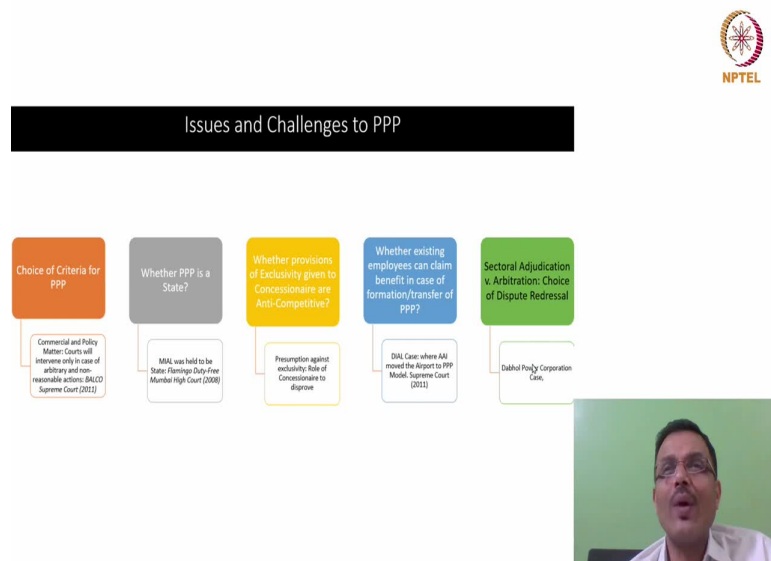 NPTEL
Issues and Challenges to PPP
Choice of Criteria for
PPP
Commercial and Policy
Matter: Courts will
intervene only in case of
arbitrary and non-
reasonable actions: BALCO
Supreme Court (2011)
Whether PPP is a
State?
MIAL was held to be
State: Flamingo Duty-Free
Mumbai High Court (2008)
Whether provisions
of Exclusivity given to
Concessionaire are
Anti-Competitive?
Presumption against
exclusivity: Role of
Concessionaire to
disprove
Whether existing
employees can claim
benefit in case of
formation/transfer of
PPP?
DIAL Case: where AAI
moved the Airport to PPP
Model. Supreme Court
(2011)
Sectoral Adjudication
v. Arbitration: Choice
of Dispute Redressal
Dabhol Power Corporation
Case,